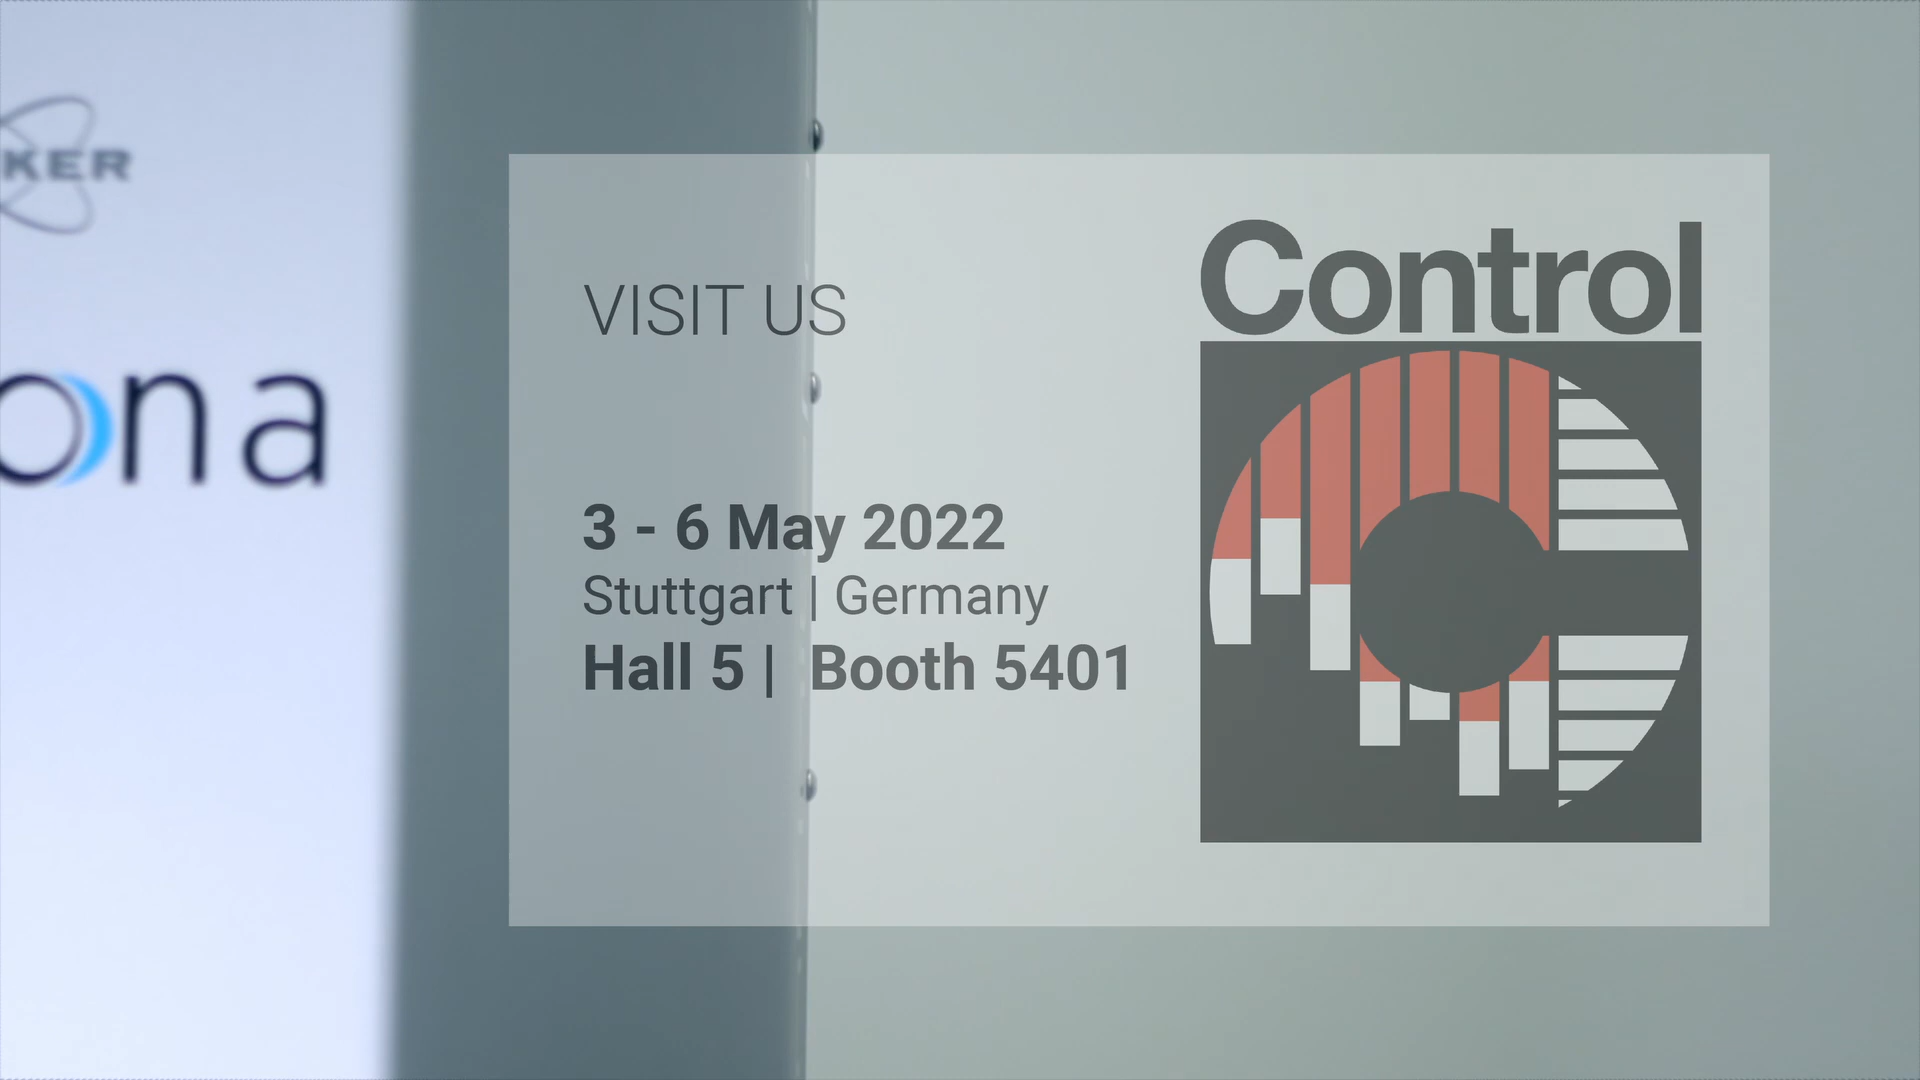 KER
ona
VISIT US
3 - 6 May 2022
Stuttgart | Germany
Hall 5 | Booth 5401
Control